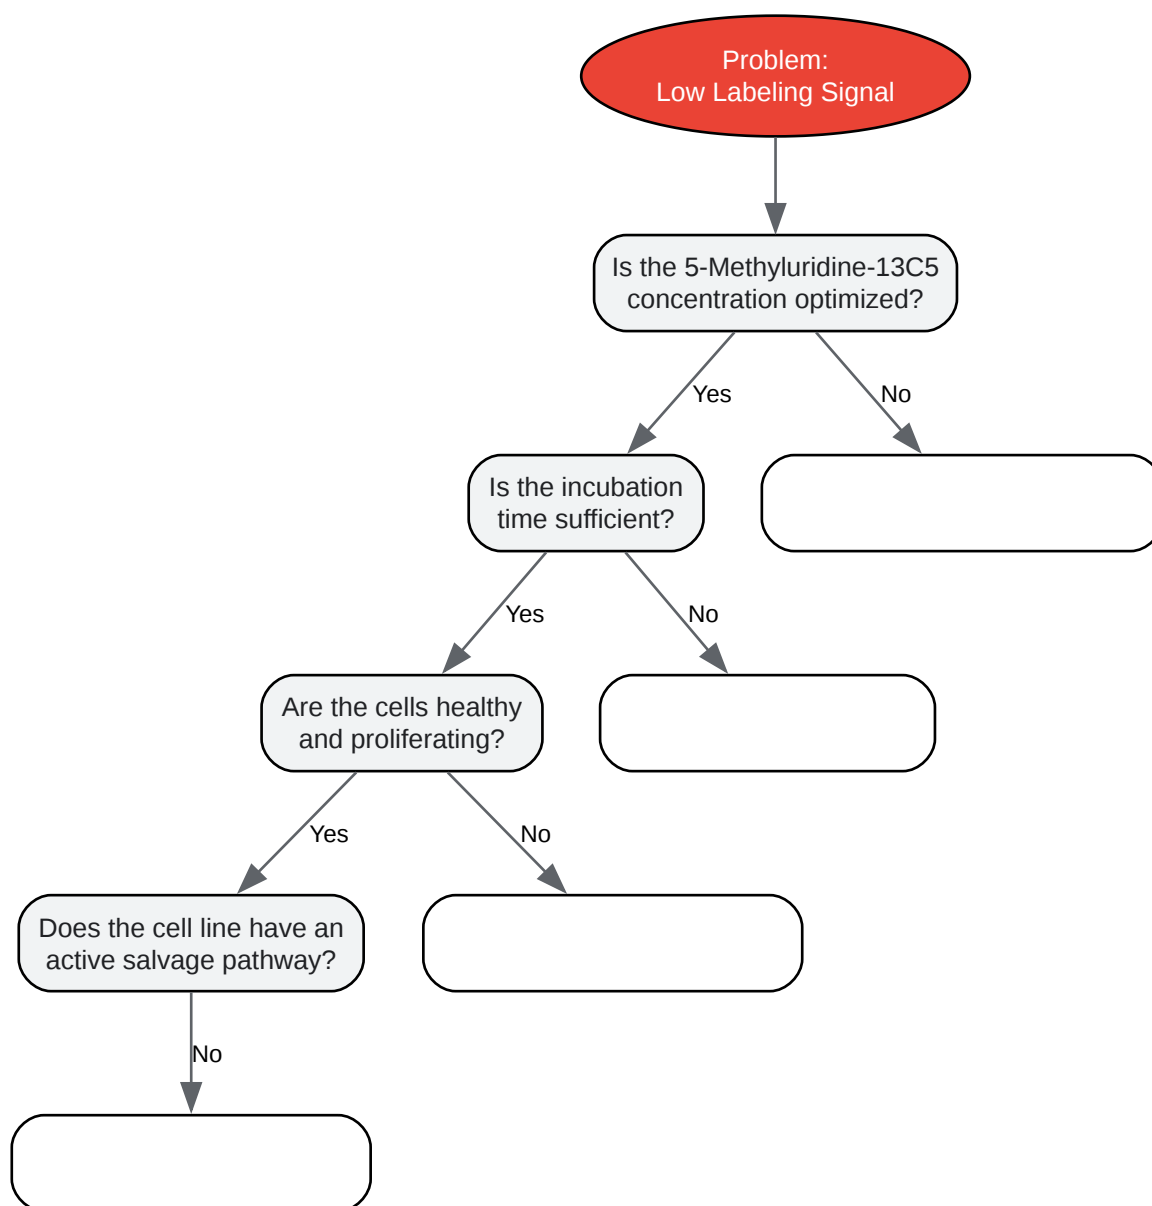 Problem:
Low Labeling Signal
Is the 5-Methyluridine-13C5
concentration optimized?
Yes
No
Is the incubation
time sufficient?
Yes
No
Are the cells healthy
and proliferating?
Yes
No
Does the cell line have an
active salvage pathway?
No